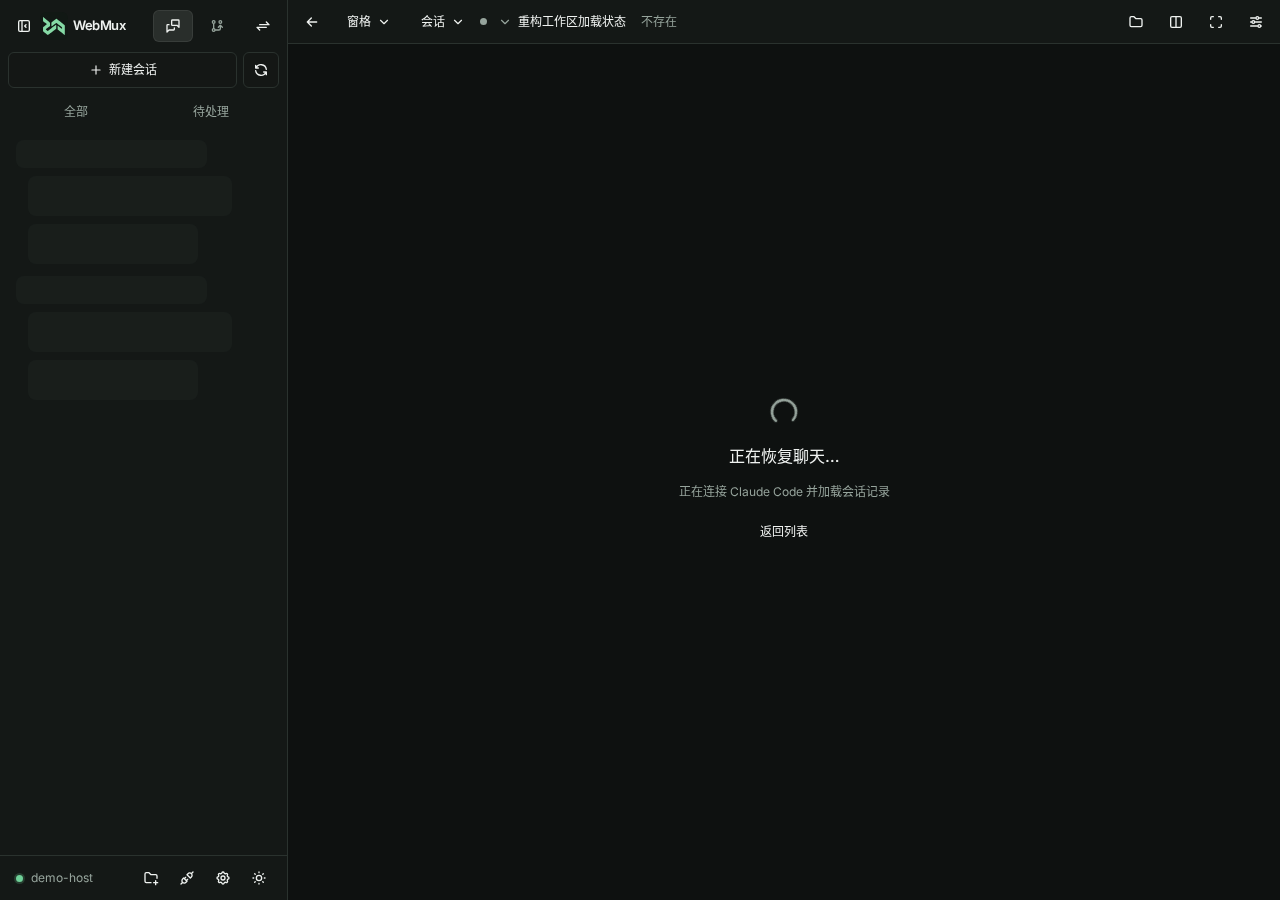 WebMux
新建会话
全部
待处理
窗格
会话
重构工作区加载状态
不存在
正在恢复聊天...
正在连接 Claude Code 并加载会话记录
返回列表
demo-host